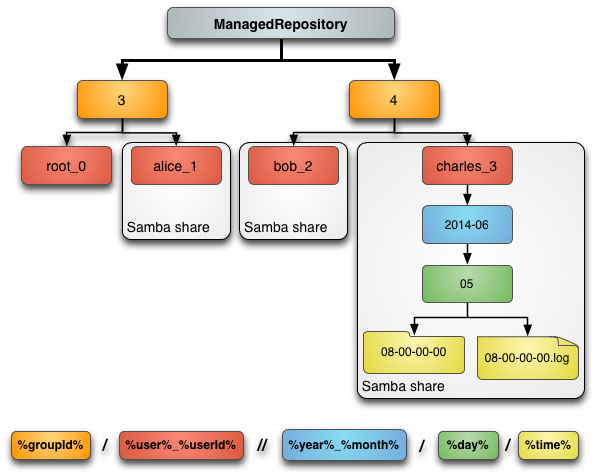 ManagedRepository
3
4
root_0
alice_1
bob_2
charles_3
Samba share
Samba share
2014-06
05
08-00-00-00
08-00-00-00.log
Samba share
%groupId% / %user%_%userId% // %year%_%month% / %day% / %time%